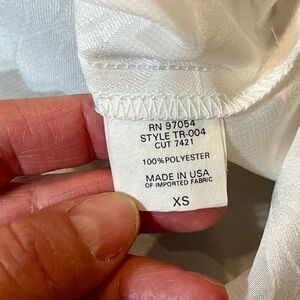 RN 97054
STYLE TR-004
CUT 7421
100% POLYESTER
MADE IN USA
OF IMPORTED FABRIC
XS